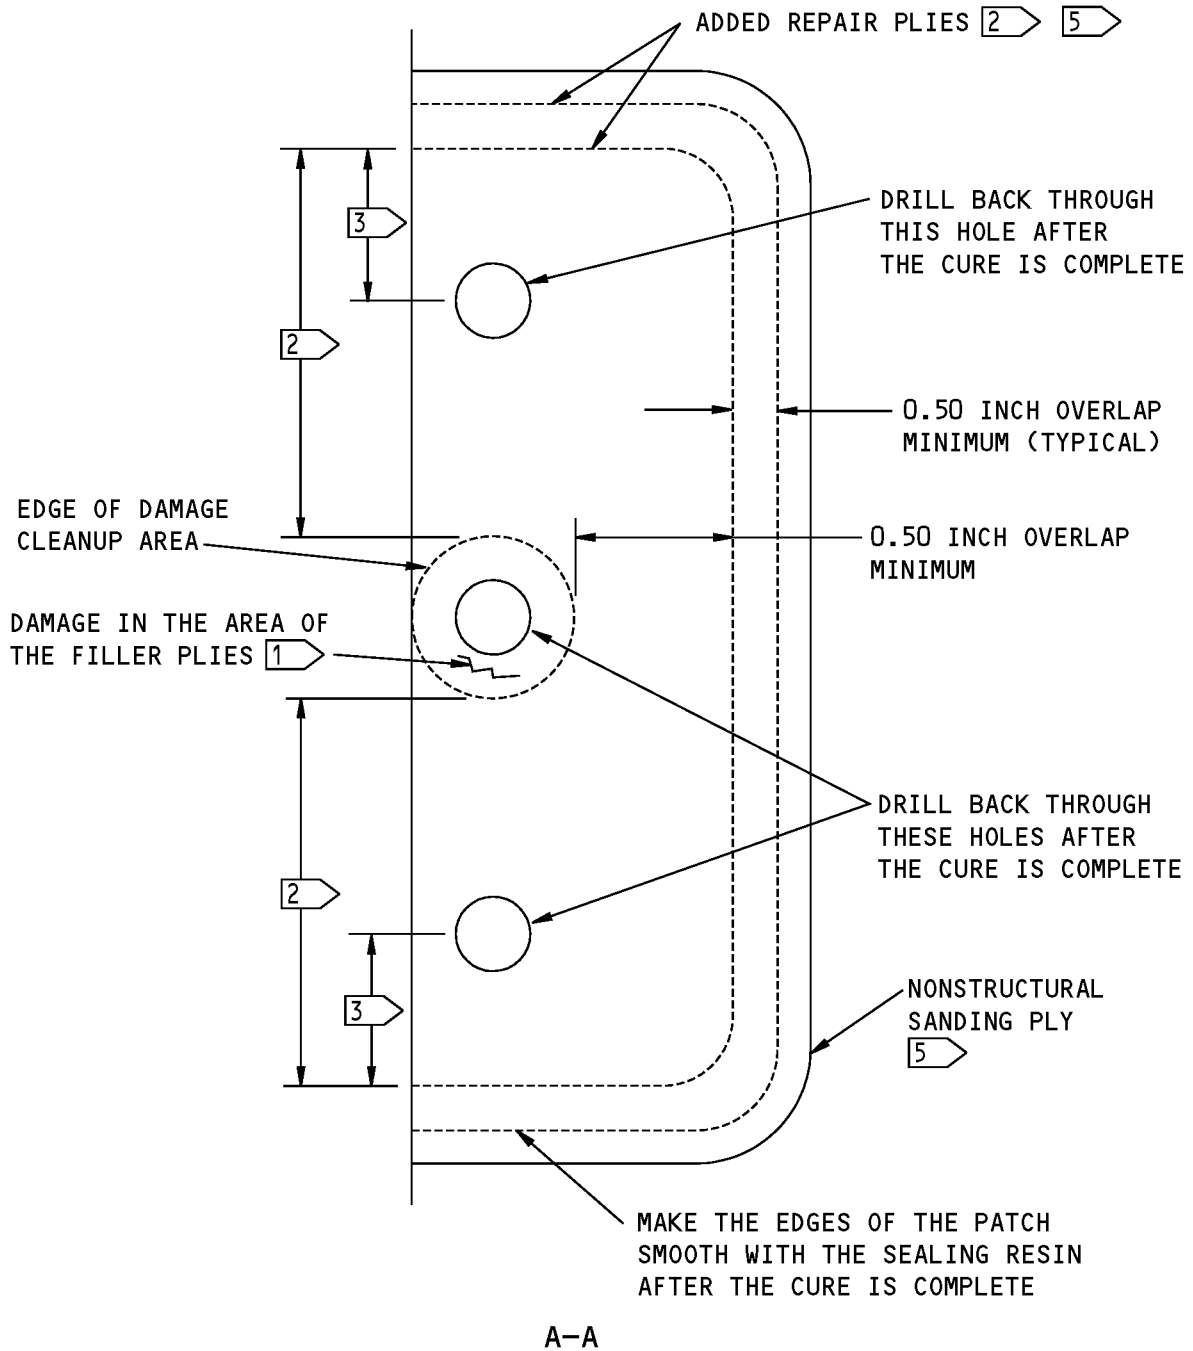 ADDED REPAIR PLIES 2 5
3
DRILL BACK THROUGH
THIS HOLE AFTER
THE CURE IS COMPLETE
2
0.50 INCH OVERLAP
MINIMUM (TYPICAL)
EDGE OF DAMAGE
CLEANUP AREA
0.50 INCH OVERLAP
MINIMUM
DAMAGE IN THE AREA OF
THE FILLER PLIES 1
DRILL BACK THROUGH
THESE HOLES AFTER
THE CURE IS COMPLETE
2
3
NONSTRUCTURAL
SANDING PLY
5
MAKE THE EDGES OF THE PATCH
SMOOTH WITH THE SEALING RESIN
AFTER THE CURE IS COMPLETE
A-A